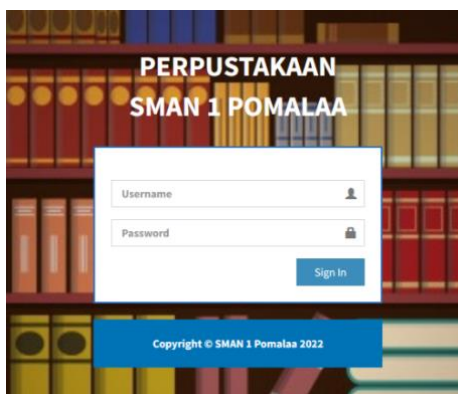 PERPUSTAKAAN
SMAN 1 POMALAA
Username
Password
Sign In
Copyright © SMAN 1 Pomalaa 2022